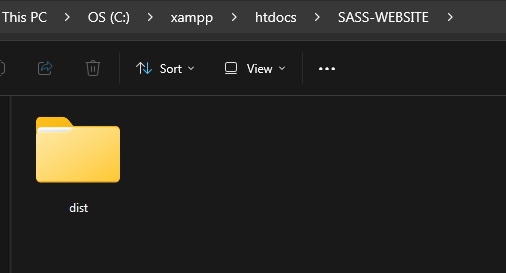 This PC > OS (C:) > xampp > htdocs > SASS-WEBSITE >
Sort View
dist